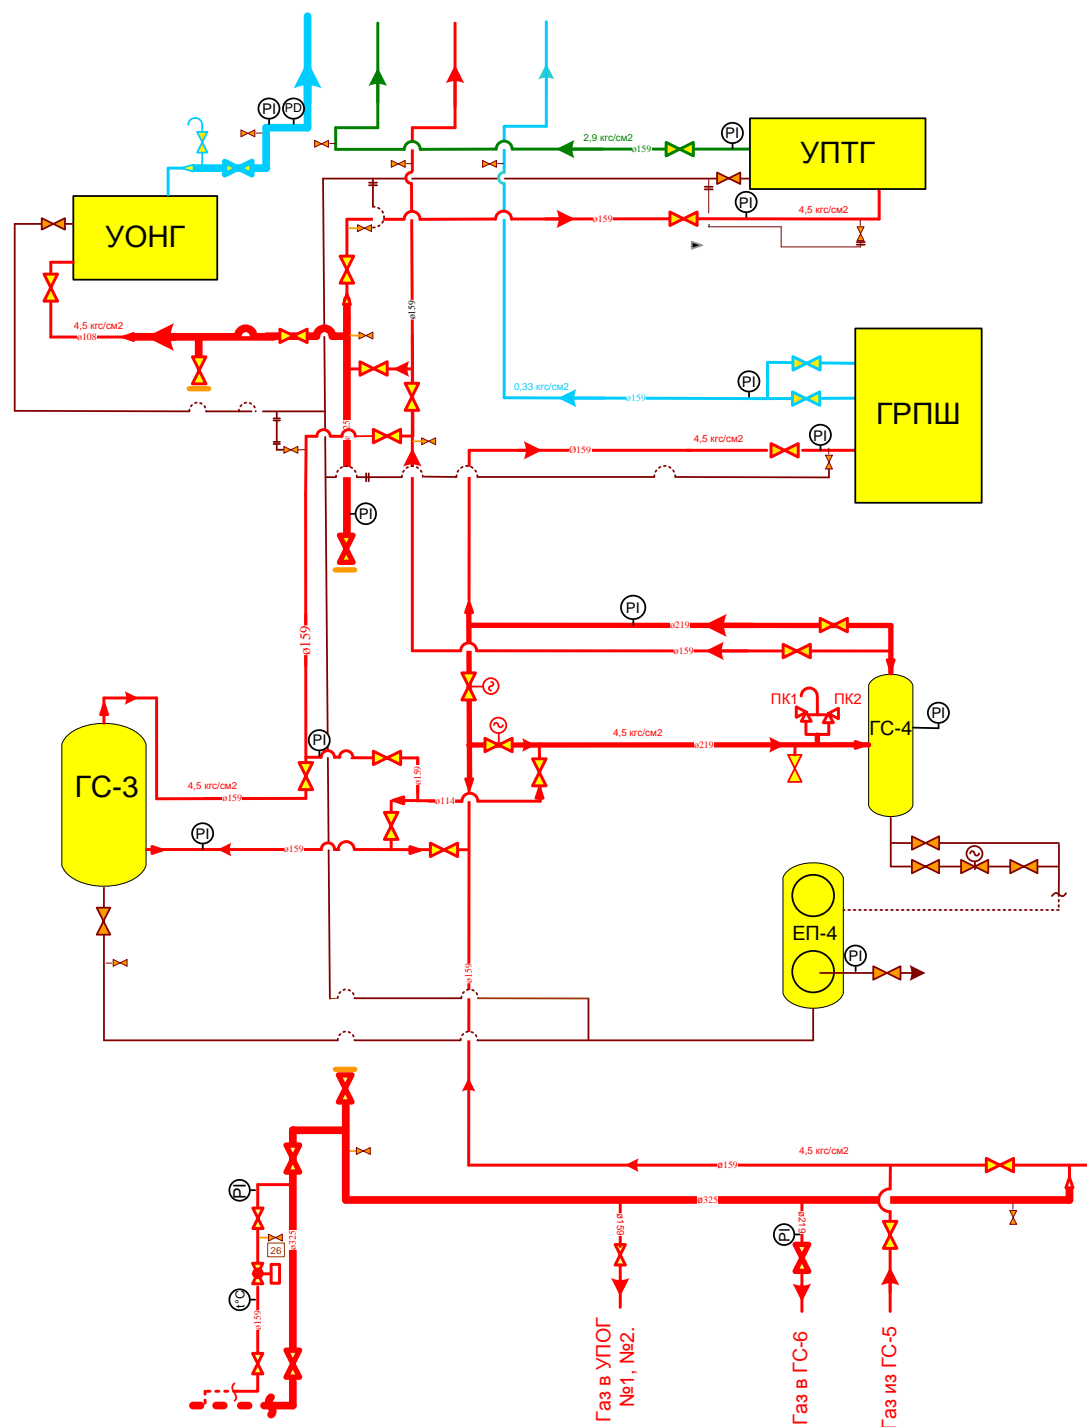 PI
PD
2,9 кгс/см2
ø159
PI
УПТГ
УОНГ
ø159
PI
4,5 кгс/см2
4,5 кгс/см2
ø108
ø159
0,33 кгс/см2
ø159
PI
ГРПШ
ø325
4,5 кгс/см2
Ø159
PI
PI
PI
ø219
ø159
ø159
ПК1
ПК2
ГС-4
PI
4,5 кгс/см2
ø219
PI
ГС-3
4,5 кгс/см2
ø159
ø159
ø114
PI
ø159
ЕП-4
PI
ø159
4,5 кгс/см2
ø159
ø325
PI
26
ø325
t°C
ø159
ø159
ø219
PI
Газ в УПОГ
№1, №2.
Газ в ГС-6
Газ из ГС-5